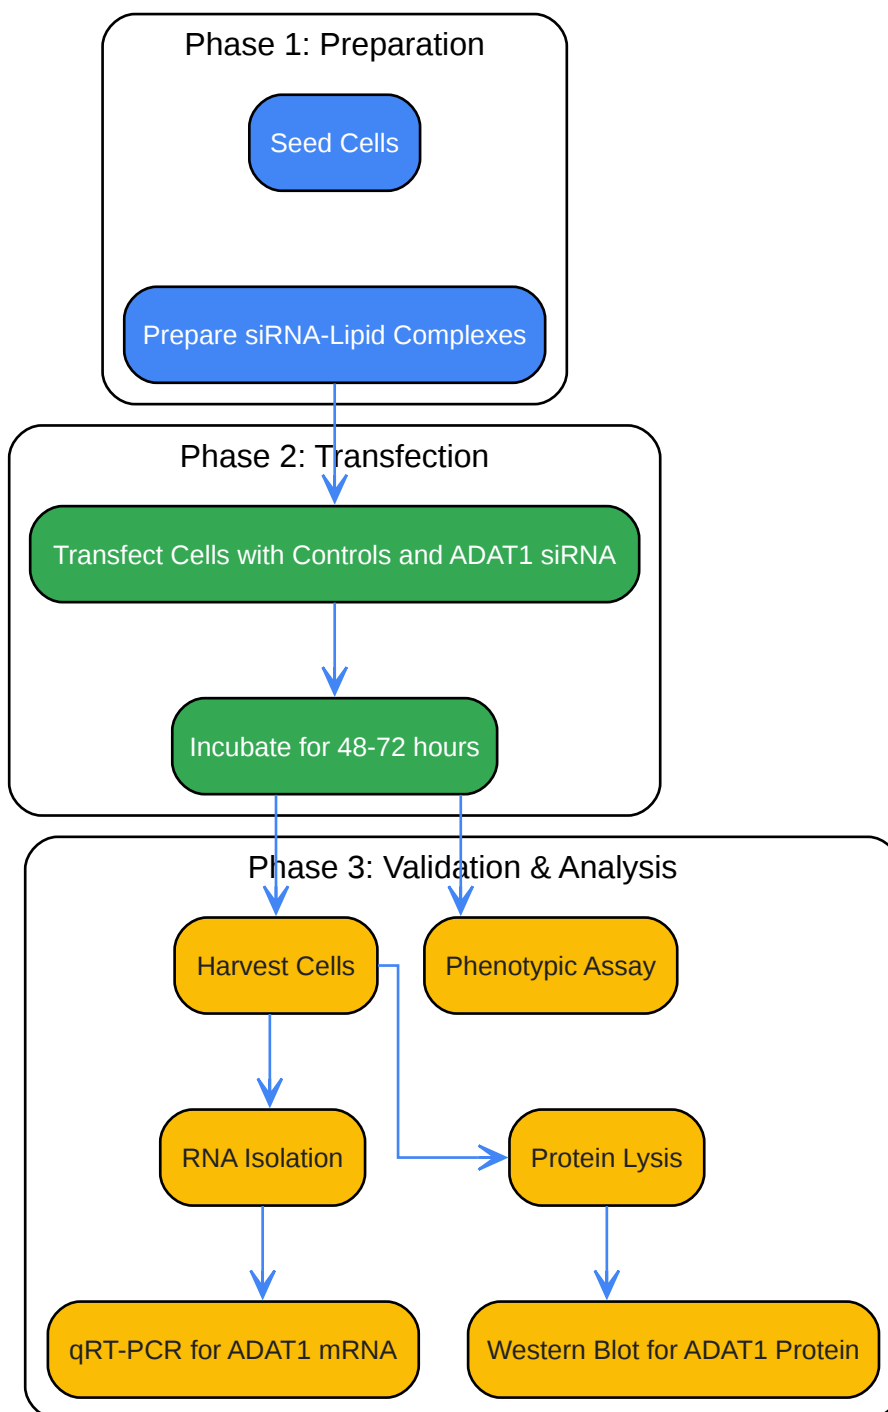 Phase 1: Preparation
Seed Cells
Prepare siRNA-Lipid Complexes
Phase 2: Transfection
Transfect Cells with Controls and ADAT1 siRNA
Incubate for 48-72 hours
Phase 3: Validation & Analysis
Harvest Cells
Phenotypic Assay
RNA Isolation
Protein Lysis
qRT-PCR for ADAT1 mRNA
Western Blot for ADAT1 Protein